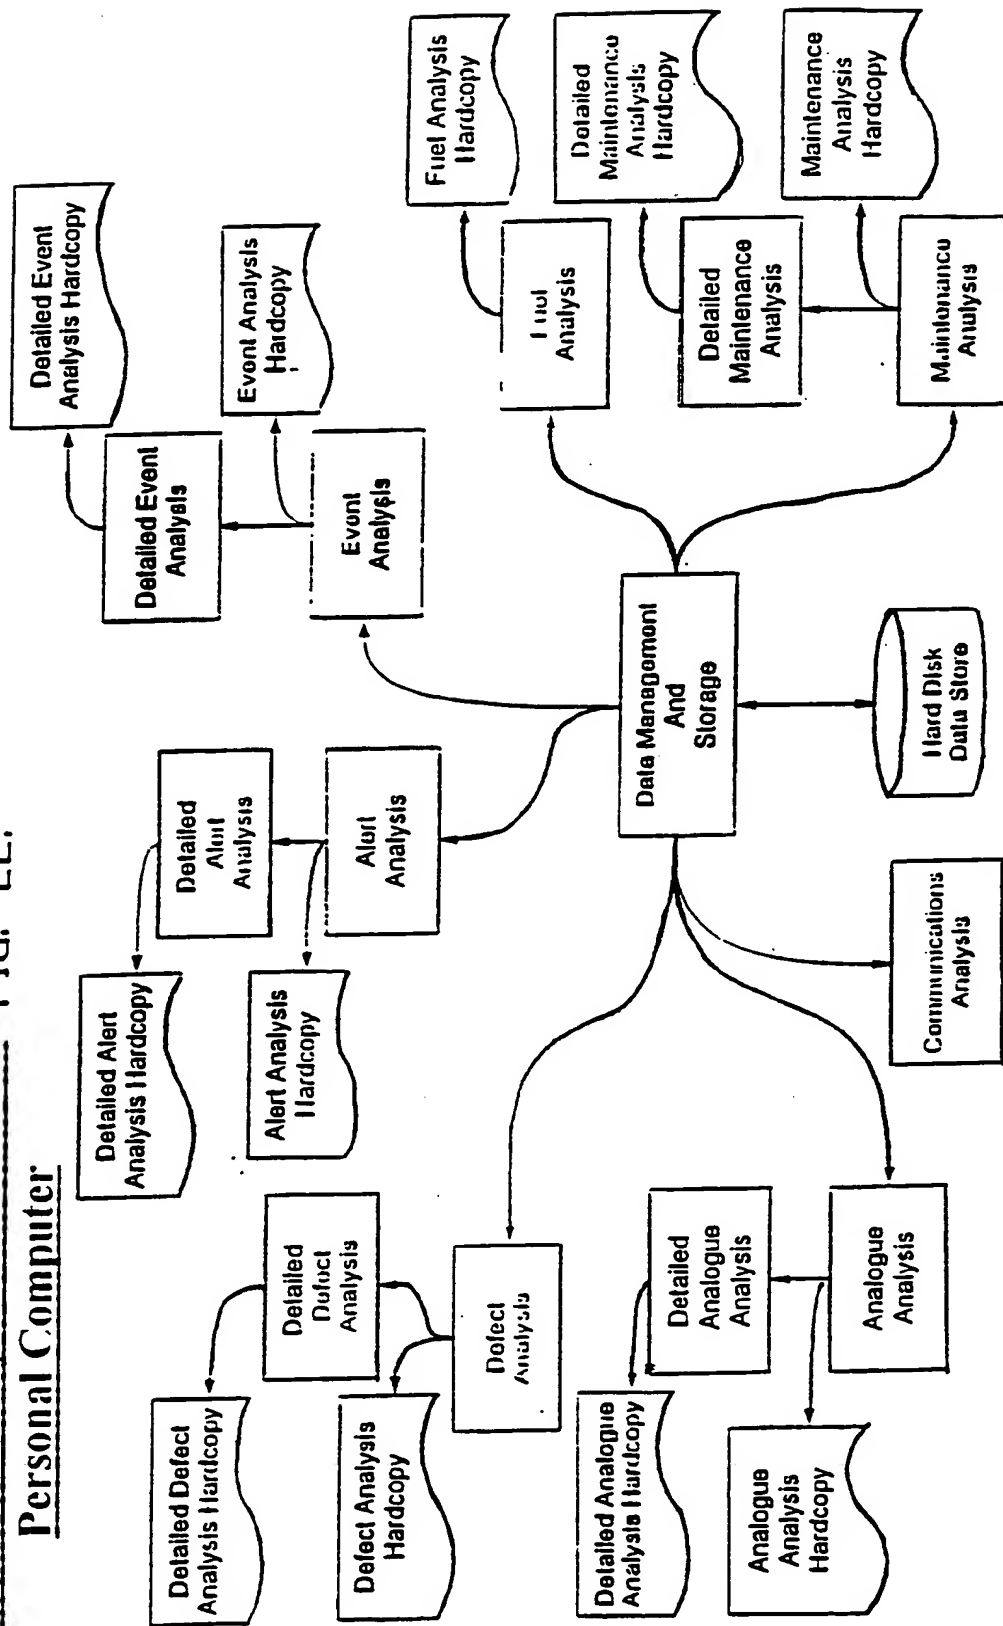 Personal Computer
Detailed Defect
Analysis Hardcopy
Detailed Defect
Analysis
Defect Analysis
Hardcopy
Defect
Analysis
Detailed Analogue
Analysis Hardcopy
Detailed
Analogue
Analysis
Analogue
Analysis
Hardcopy
Analogue
Analysis
Detailed Alert
Analysis Hardcopy
Detailed
Alert
Analysis
Alert Analysis
Hardcopy
Alert
Analysis
Communications
Analysis
Data Management
And
Storage
Hard Disk
Data Store
Detailed Event
Analysis Hardcopy
Detailed Event
Analysis
Event Analysis
Hardcopy
Event
Analysis
Fuel Analysis
Hardcopy
Fuel
Analysis
Detailed
Maintenance
Analysis
Hardcopy
Detailed
Maintenance
Analysis
Maintenance
Analysis
Hardcopy
Maintenance
Analysis